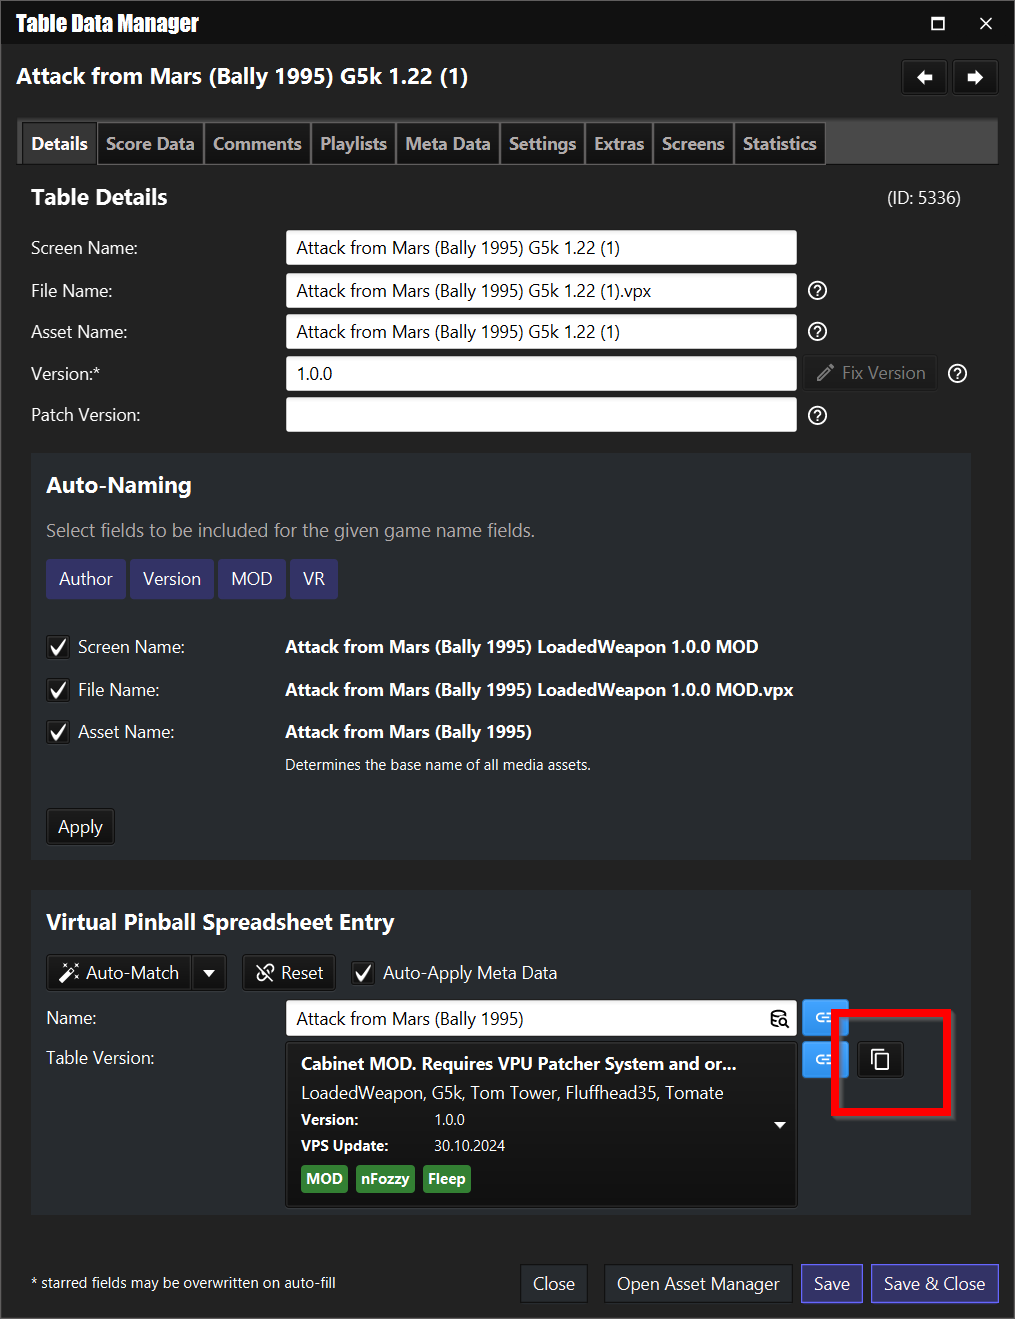 Table Data Manager
Attack from Mars (Bally 1995) G5k 1.22 (1)
Details Score Data Comments Playlists Meta Data Settings Extras Screens Statistics
Table Details (ID: 5336)
Screen Name: Attack from Mars (Bally 1995) G5k 1.22 (1)
File Name: Attack from Mars (Bally 1995) G5k 1.22 (1).vpx
Asset Name: Attack from Mars (Bally 1995) G5k 1.22 (1)
Version:* 1.0.0 Fix Version
Patch Version:
Auto-Naming
Select fields to be included for the given game name fields.
Author Version MOD VR
Screen Name: Attack from Mars (Bally 1995) LoadedWeapon 1.0.0 MOD
File Name: Attack from Mars (Bally 1995) LoadedWeapon 1.0.0 MOD.vpx
Asset Name: Attack from Mars (Bally 1995)
Determines the base name of all media assets.
Apply
Virtual Pinball Spreadsheet Entry
Auto-Match Reset Auto-Apply Meta Data
Name: Attack from Mars (Bally 1995)
Table Version: Cabinet MOD. Requires VPU Patcher System and or...
LoadedWeapon, G5k, Tom Tower, Fluffhead35, Tomate
Version: 1.0.0
VPS Update: 30.10.2024
MOD nFozzy Fleep
* starred fields may be overwritten on auto-fill Close Open Asset Manager Save Save & Close